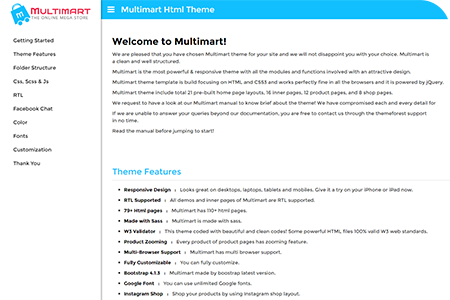 Multimart
THE ONLINE MEGA STORE
Multimart Html Theme
Getting Started
Theme Features
Folder Structure
Css, Scss & Js
RTL
Facebook Chat
Color
Fonts
Customization
Thank You
Welcome to Multimart!
We are pleased that you have chosen Multimart theme for your site and we will not disappoint you with your choice. Multimart is
a clean and well structured.
Multimart is the most powerful & responsive theme with all the modules and functions involved with an attractive design.
Multimart theme template is build focusing on HTML and CSS3 and works perfectly fine in all the browsers and it is powered by jQuery.
Multimart theme include total 21 pre-built home page layouts, 16 inner pages, 12 product pages, and 8 shop pages.
We request to have a look at our Multimart manual to know brief about the theme! We have compromised each and every detail for
If we are unable to answer your queries beyond our documentation, you are free to contact us through the themeforest support
in no time.
Read the manual before jumping to start!
Theme Features
Responsive Design : Looks great on desktops, laptops, tablets and mobiles. Give it a try on your iPhone or iPad now.
RTL Supported : All demos and inner pages of Multimart are RTL supported.
79+ Html pages : Multimart has 110+ html pages.
Made with Sass : Multimart is made with sass.
W3 Validator : This theme coded with beautiful and clean codes! Some powerful HTML files 100% valid W3 web standards.
Product Zooming : Every product of product pages has zooming feature.
Multi-Browser Support : Multimart has multi browser support.
Fully Customizable : You can fully customize.
Bootstrap 4.1.3 : Multimart made by boostrap latest version.
Google Font : You can use unlimited Google fonts.
Instagram Shop : Shop your products by using Instagram shop layout.